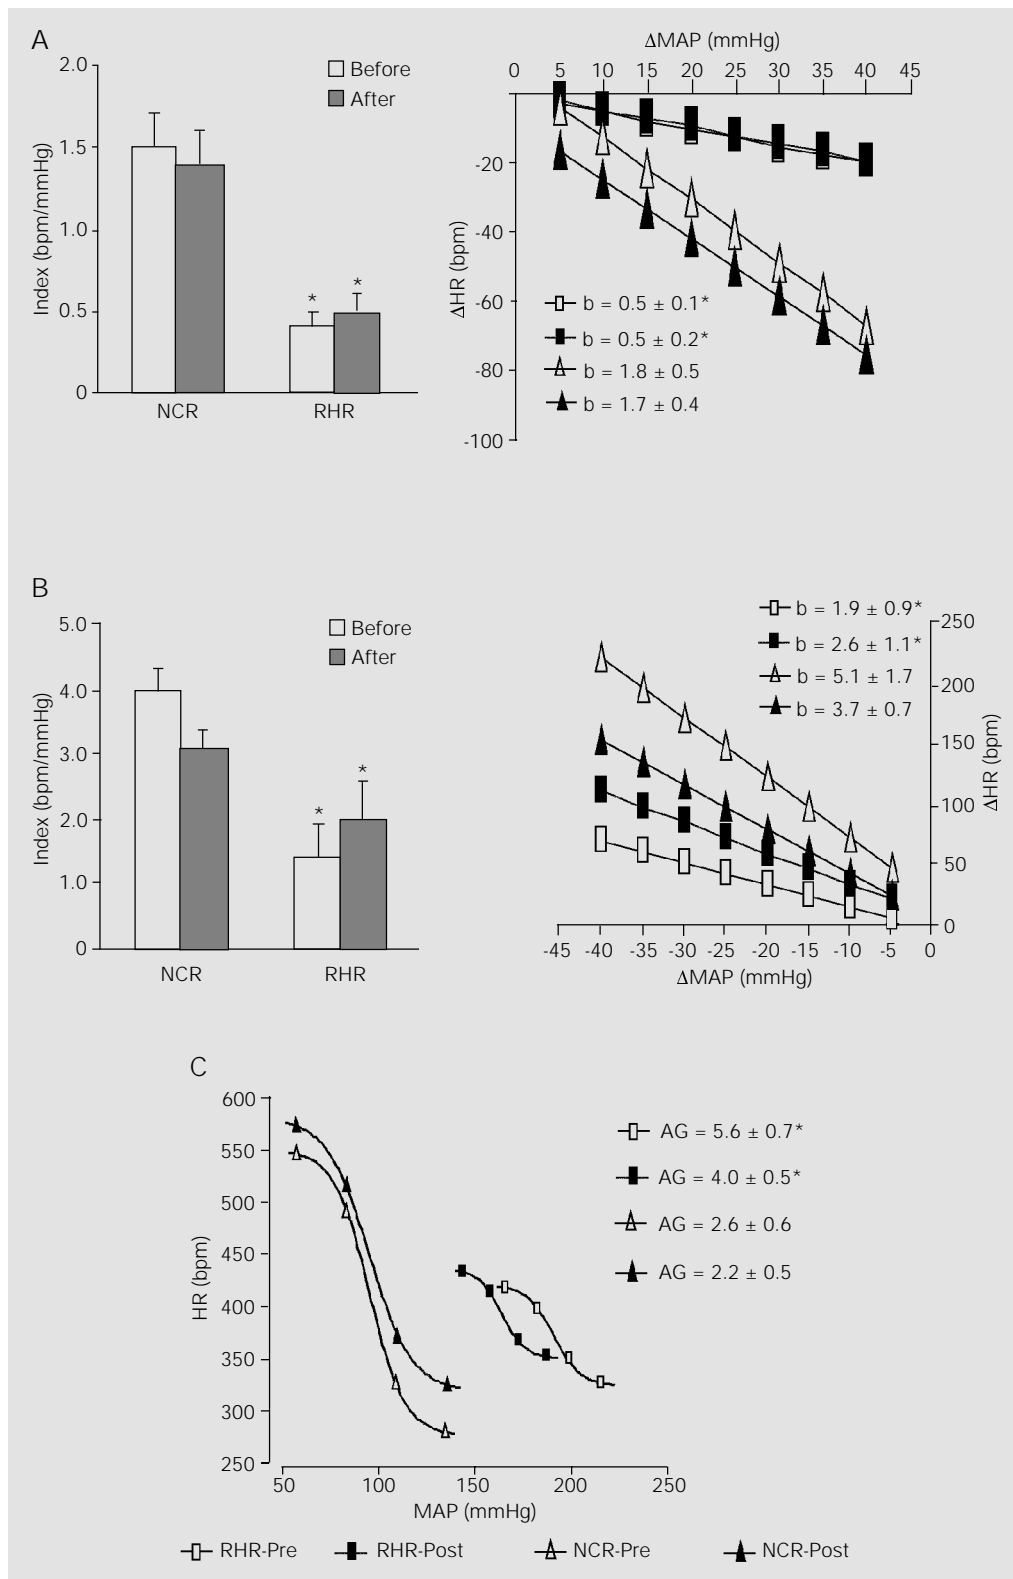 A
2.0
1.5
1.0
0.5
0
Index (bpm/mmHg)
Before
After
*
*
NCR RHR
ΔMAP (mmHg)
0 5 10 15 20 25 30 35 40 45
-20
-40
-60
-80
-100
ΔHR (bpm)
b = 0.5 ± 0.1*
b = 0.5 ± 0.2*
b = 1.8 ± 0.5
b = 1.7 ± 0.4
B
5.0
4.0
3.0
2.0
1.0
0
Index (bpm/mmHg)
Before
After
*
*
NCR RHR
b = 1.9 ± 0.9*
b = 2.6 ± 1.1*
b = 5.1 ± 1.7
b = 3.7 ± 0.7
250
200
150
100
50
0
ΔHR (bpm)
-45 -40 -35 -30 -25 -20 -15 -10 -5 0
ΔMAP (mmHg)
C
600
550
500
450
400
350
300
250
HR (bpm)
AG = 5.6 ± 0.7*
AG = 4.0 ± 0.5*
AG = 2.6 ± 0.6
AG = 2.2 ± 0.5
50 100 150 200 250
MAP (mmHg)
RHR-Pre RHR-Post NCR-Pre NCR-Post